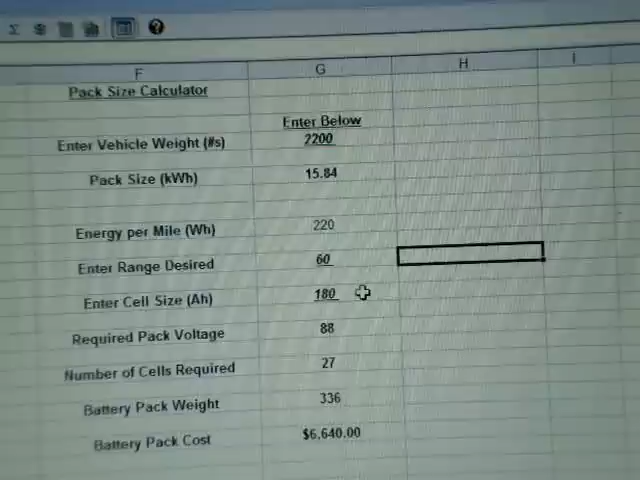 F G H I
Pack Size Calculator
Enter Below
Enter Vehicle Weight (#s) 2200
Pack Size (kWh) 15.84
Energy per Mile (Wh) 220
Enter Range Desired 60
Enter Cell Size (Ah) 180
Required Pack Voltage 88
Number of Cells Required 27
Battery Pack Weight 336
Battery Pack Cost $6,640.00